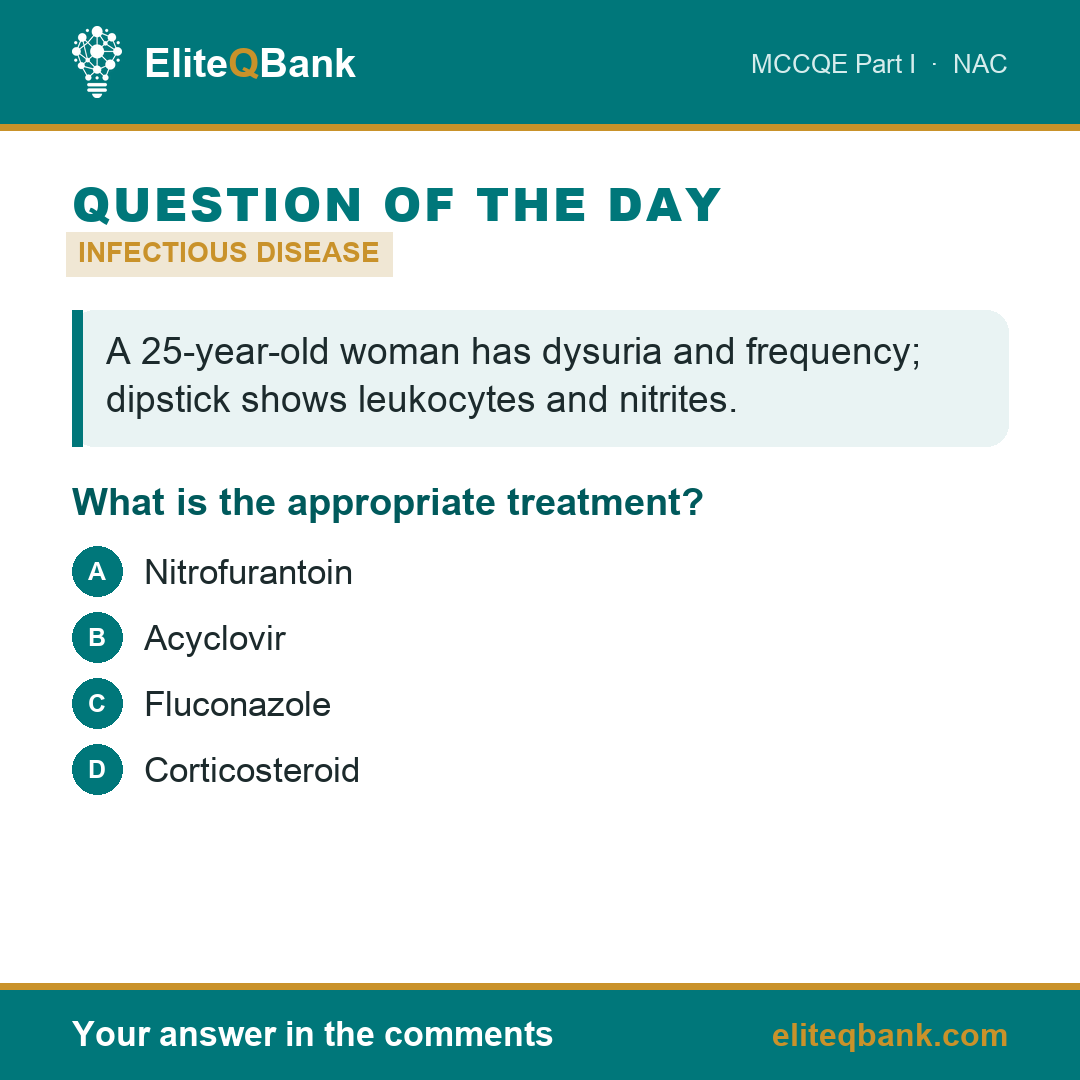 EliteQBank
MCCQE Part I · NAC
QUESTION OF THE DAY
INFECTIOUS DISEASE
A 25-year-old woman has dysuria and frequency;
dipstick shows leukocytes and nitrites.
What is the appropriate treatment?
A Nitrofurantoin
B Acyclovir
C Fluconazole
D Corticosteroid
Your answer in the comments
eliteqbank.com